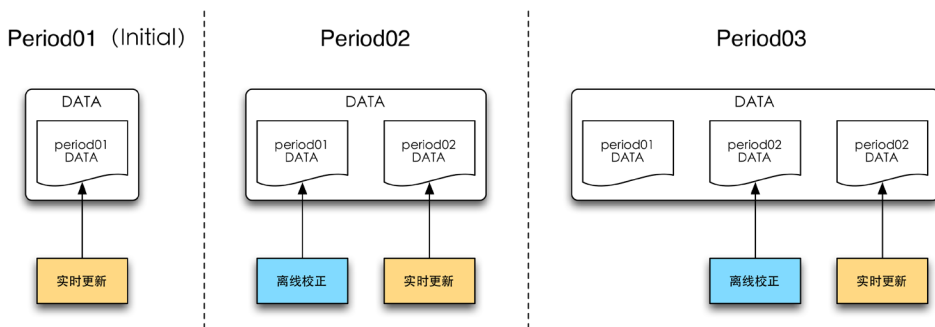 Period01（Initial）
Period02
Period03
DATA
period01
DATA
实时更新
DATA
period01
DATA
period02
DATA
离线校正
实时更新
DATA
period01
DATA
period02
DATA
period02
DATA
离线校正
实时更新